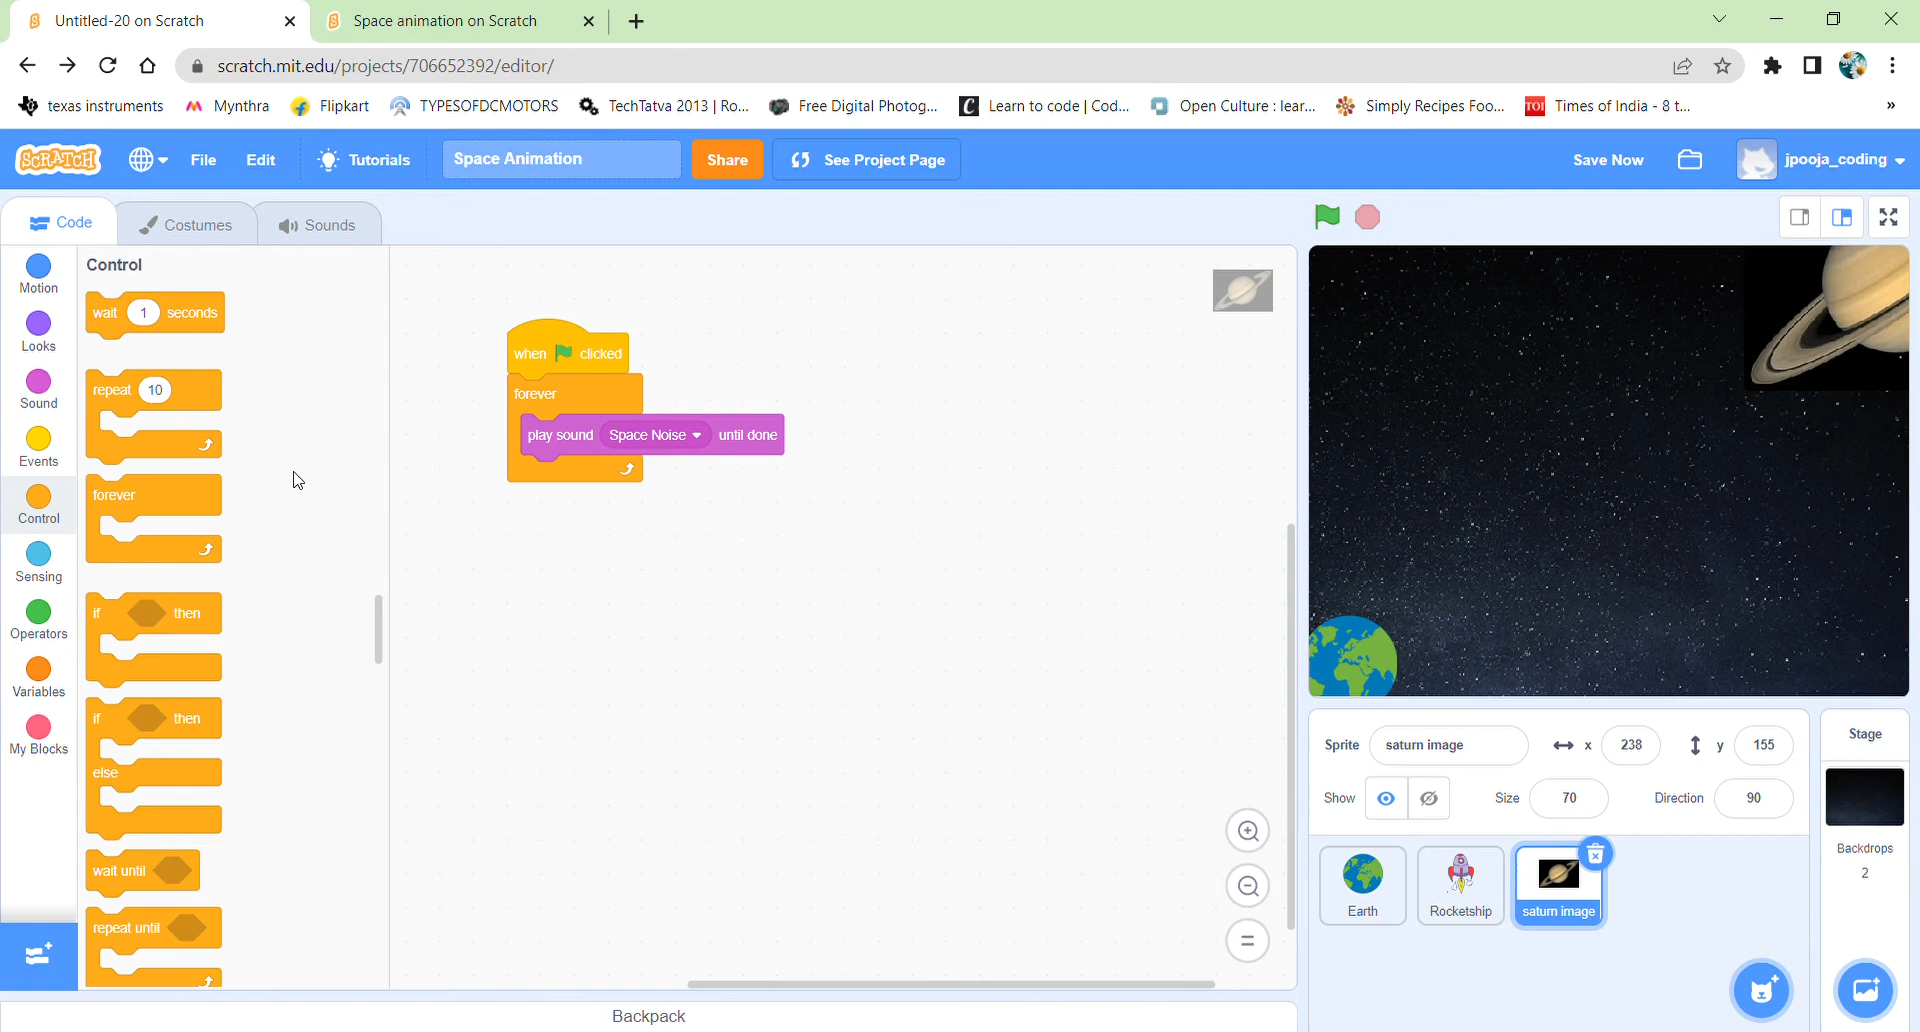 Untitled-20 on Scratch
Space animation on Scratch
scratch.mit.edu/projects/706652392/editor/
texas instruments
Mynthra
Flipkart
TYPESOFDCMOTORS
TechTatva 2013 | Ro...
Free Digital Photog...
Learn to code | Cod...
Open Culture : lear...
Simply Recipes Foo...
TOI
Times of India - 8 t...
SCRATCH
File
Edit
Tutorials
Space Animation
Share
See Project Page
Save Now
jpooja_coding
Code
Costumes
Sounds
Motion
Looks
Sound
Events
Control
Sensing
Operators
Variables
My Blocks
Control
wait 1 seconds
repeat 10
forever
if then
if then
else
wait until
repeat until
when clicked
forever
play sound Space Noise until done
Sprite saturn image x 238 y 155
Show Size 70 Direction 90
Earth
Rocketship
saturn image
Stage
Backdrops
2
Backpack